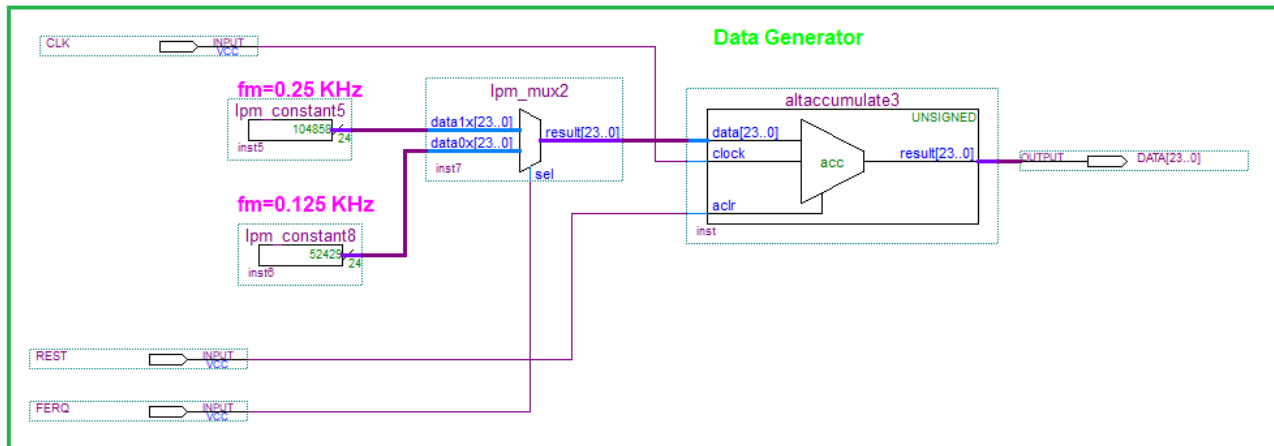 CLK
INPUT
VCC
Data Generator
fm=0.25 KHz
lpm_constant5
104858
24
inst5
lpm_mux2
data1x[23..0]
data0x[23..0]
result[23..0]
sel
inst7
altaccumulate3
UNSIGNED
data[23..0]
clock
acc
result[23..0]
aclr
inst
OUTPUT
DATA[23..0]
fm=0.125 KHz
lpm_constant8
52429
24
inst6
REST
INPUT
VCC
FERQ
INPUT
VCC